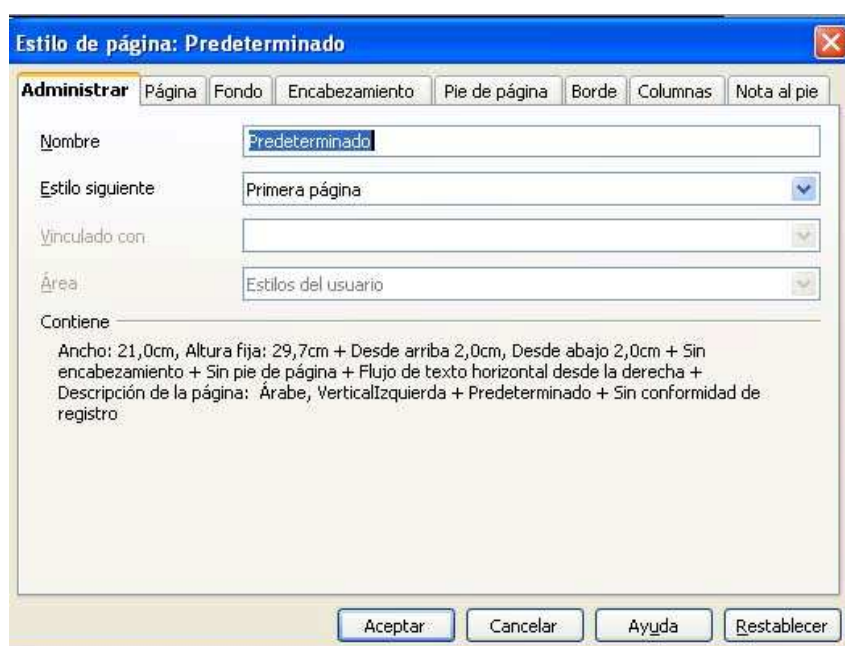 Estilo de página: Predeterminado
Administrar Página Fondo Encabezamiento Pie de página Borde Columnas Nota al pie
Nombre Predeterminado
Estilo siguiente Primera página
Vinculado con
Área Estilos del usuario
Contiene
Ancho: 21,0cm, Altura fija: 29,7cm + Desde arriba 2,0cm, Desde abajo 2,0cm + Sin
encabezamiento + Sin pie de página + Flujo de texto horizontal desde la derecha +
Descripción de la página: Árabe, VerticalIzquierda + Predeterminado + Sin conformidad de
registro
Aceptar Cancelar Ayuda Restablecer